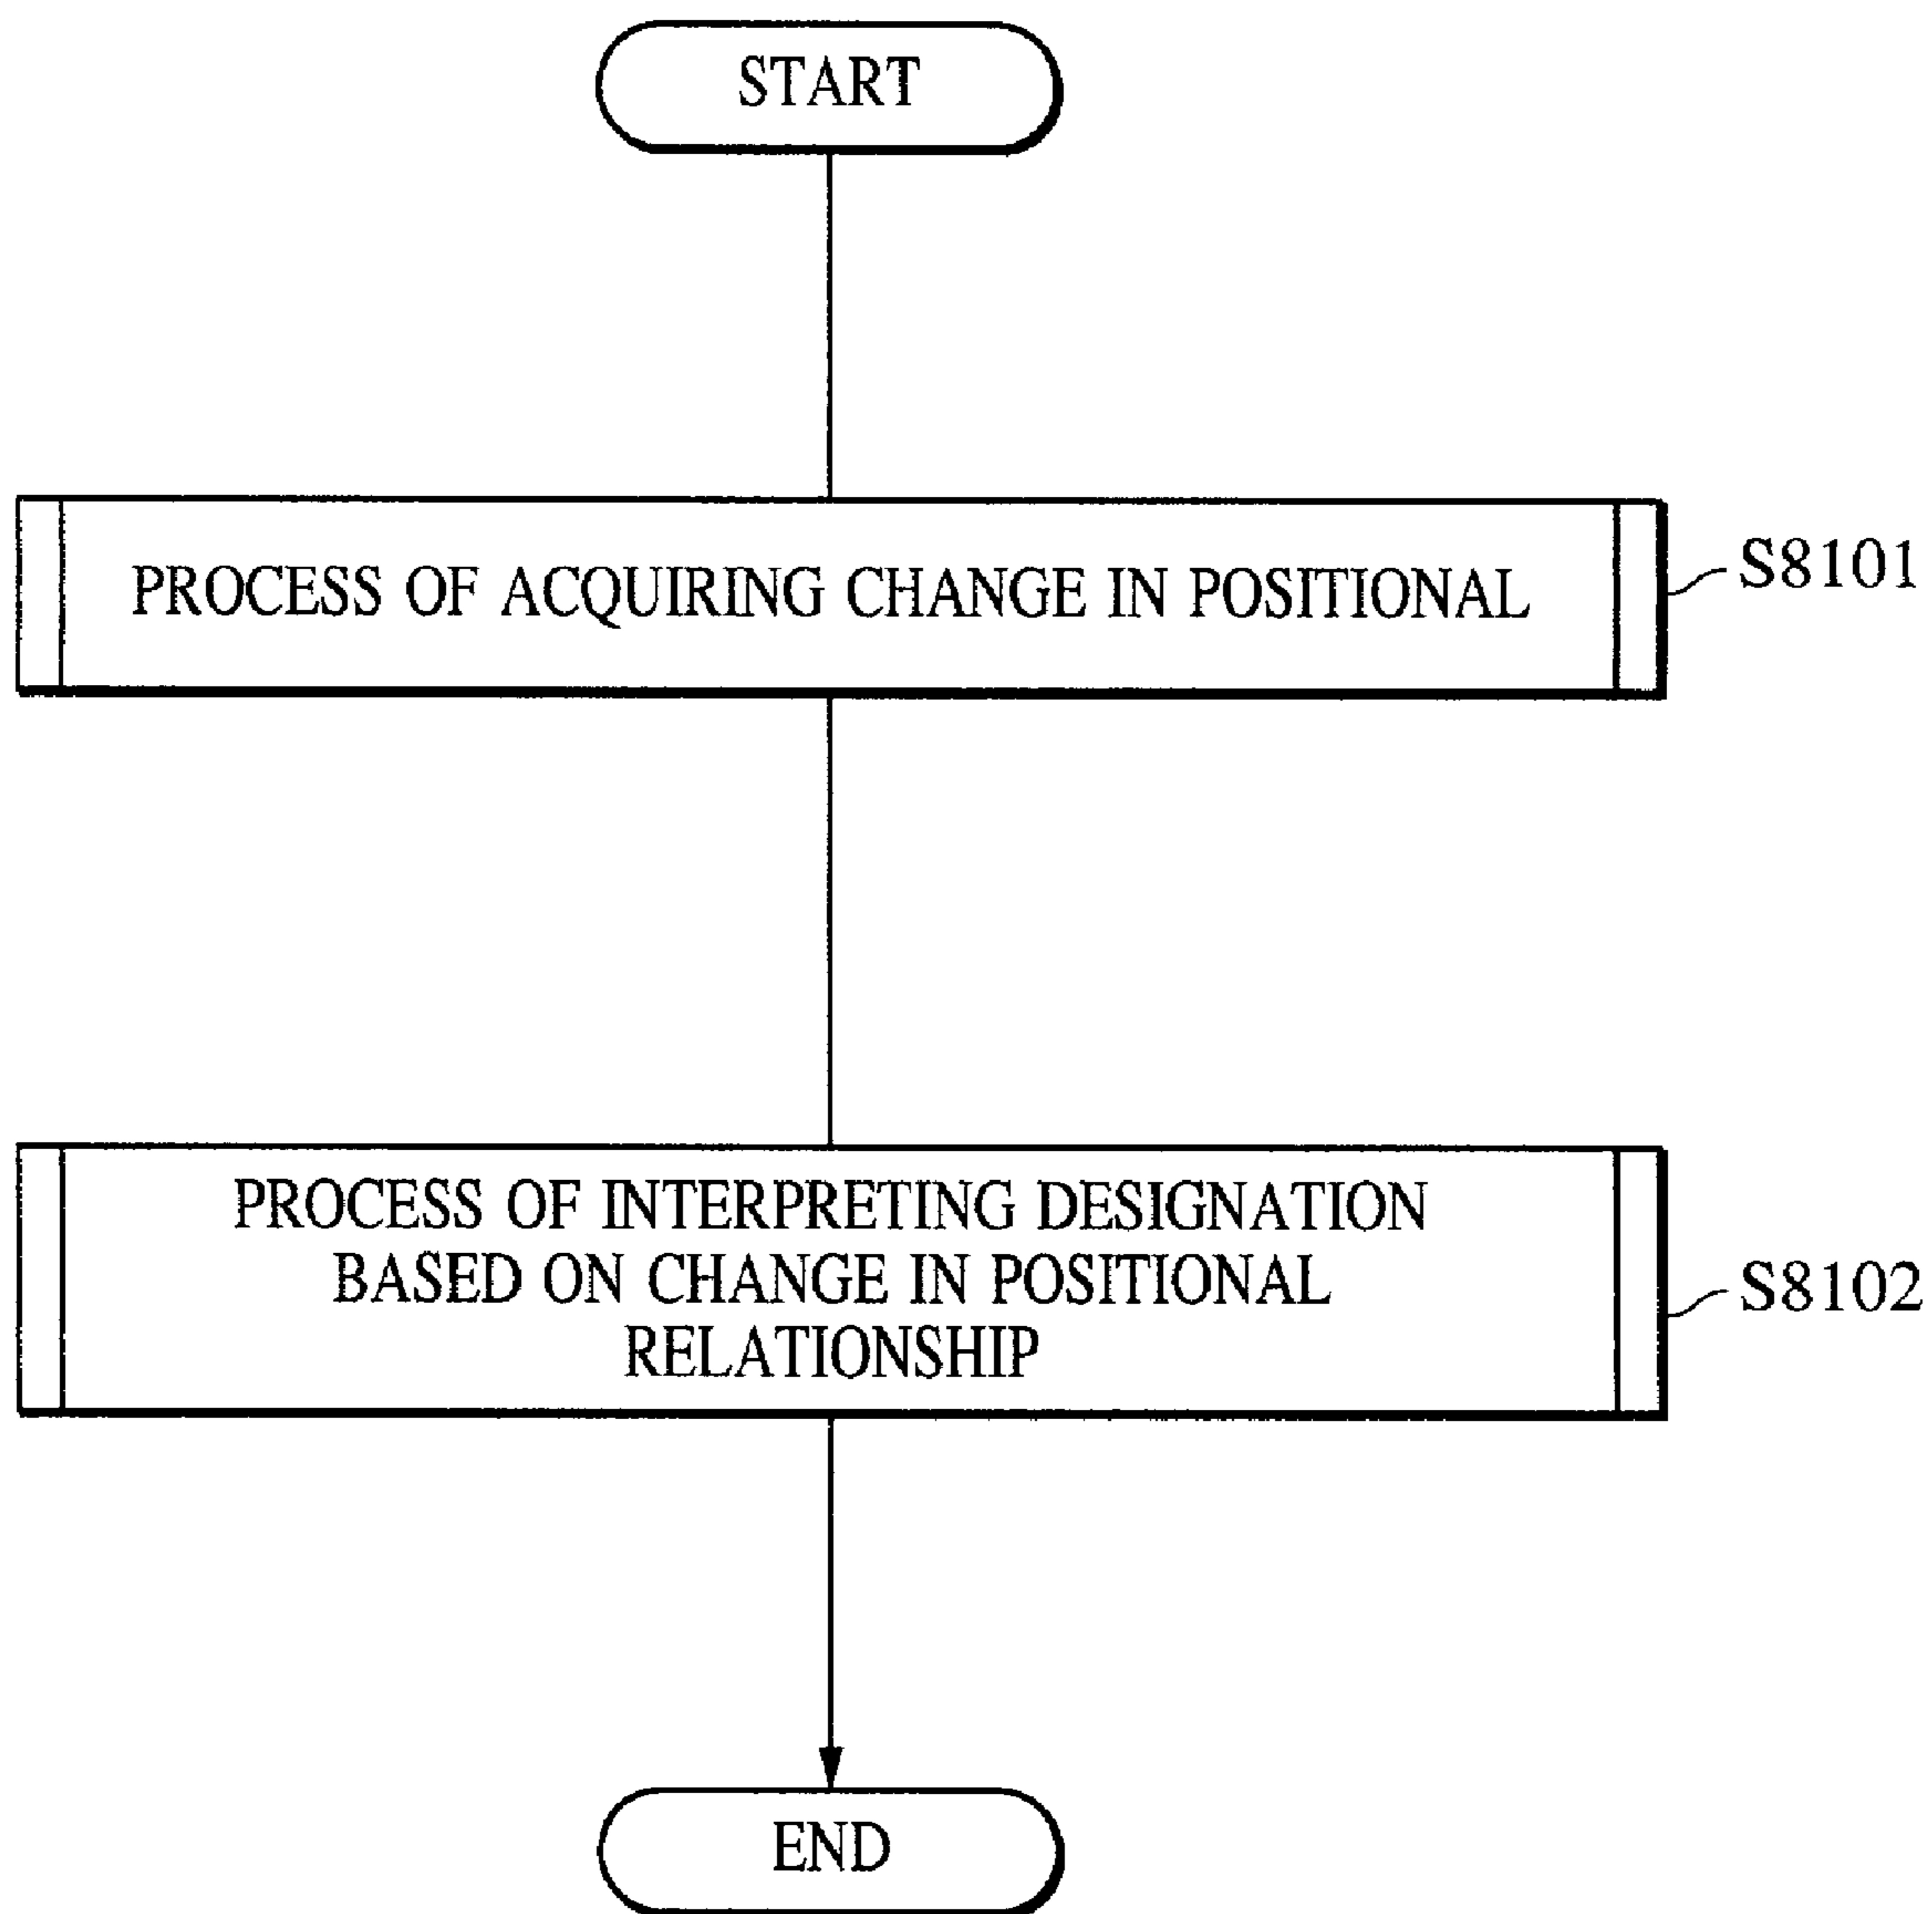 START
PROCESS OF ACQUIRING CHANGE IN POSITIONAL
S8101
PROCESS OF INTERPRETING DESIGNATION
BASED ON CHANGE IN POSITIONAL
RELATIONSHIP
S8102
END